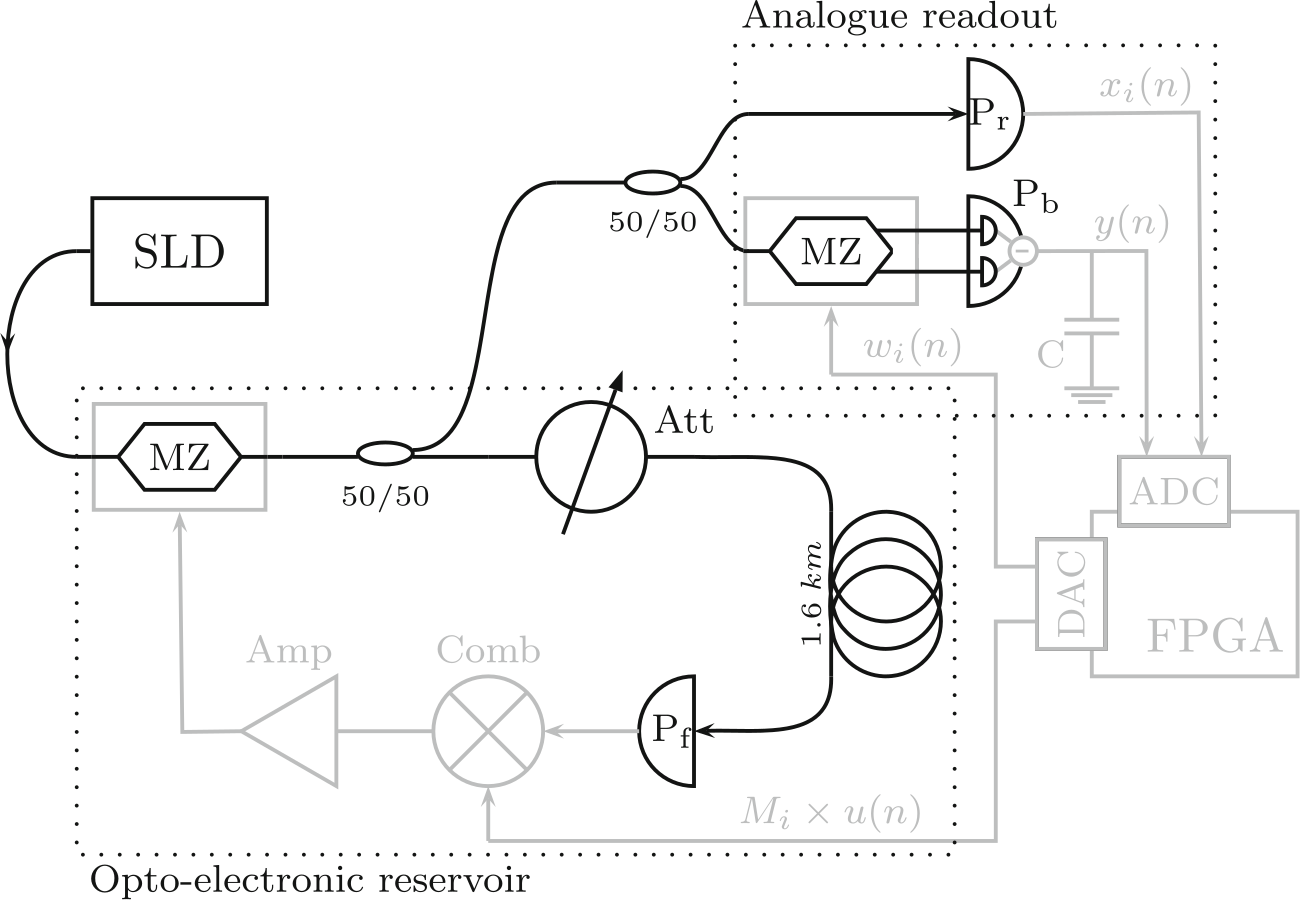 Analogue readout
x_i(n)
P_r
P_b
50/50
SLD
MZ
y(n)
w_i(n)
C
Att
MZ
50/50
ADC
1.6 km
DAC
FPGA
Amp
Comb
P_f
M_i × u(n)
Opto-electronic reservoir